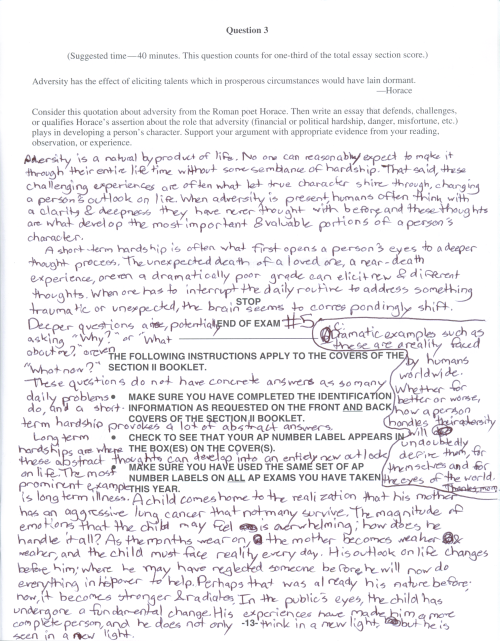 Question 3
(Suggested time—40 minutes. This question counts for one-third of the total essay section score.)
Adversity has the effect of eliciting talents which in prosperous circumstances would have lain dormant.
—Horace
Consider this quotation about adversity from the Roman poet Horace. Then write an essay that defends, challenges,
or qualifies Horace's assertion about the role that adversity (financial or political hardship, danger, misfortune, etc.)
plays in developing a person's character. Support your argument with appropriate evidence from your reading,
observation, or experience.
Adversity is a natural byproduct of life. No one can reasonably expect to make it
through their entire life time without some semblance of hardship. That said, these
challenging experiences are often what let true character shine through, changing
a person's outlook on life. When adversity is present, humans often think with
a clarity & deepness they have never thought with before, and these thoughts
are what develop the most important & valuable portions of a person's
character.
A short-term hardship is often what first opens a person's eyes to a deeper
thought process. The unexpected death of a loved one, a near-death
experience, or even a dramatically poor grade can elicit new & different
thoughts. When one has to interrupt the daily routine to address something
STOP
traumatic or unexpected, the brain seems to correspondingly shift.
Deeper questions arise, potentially
END OF EXAM #5
asking "Why?" or "What
about me?" or even
"What now?"
THE FOLLOWING INSTRUCTIONS APPLY TO THE COVERS OF THE
SECTION II BOOKLET.
These questions do not have concrete answers as so many
daily problems
do, and a short-
term hardship provokes a lot of abstract answers.
• MAKE SURE YOU HAVE COMPLETED THE IDENTIFICATION
INFORMATION AS REQUESTED ON THE FRONT AND BACK
COVERS OF THE SECTION II BOOKLET.
Long term
hardships are where
• CHECK TO SEE THAT YOUR AP NUMBER LABEL APPEARS IN
THE BOX(ES) ON THE COVER(S).
these abstract thoughts can develop into an entirely new outlook
on life. The most
prominent example
• MAKE SURE YOU HAVE USED THE SAME SET OF AP
NUMBER LABELS ON ALL AP EXAMS YOU HAVE TAKEN
THIS YEAR.
Dramatic examples such as
these are a reality faced
by humans
worldwide.
Whether for
better or worse,
how a person
handles their adversity
will
undoubtedly
define them, for
themselves and for
the eyes of the world.
Thanks mom.
is long term illness. A child comes home to the realization that his mother
has an aggressive lung cancer that not many survive. The magnitude of
emotions that the child may feel is overwhelming; how does he
handle it all? As the months wear on, the mother becomes weaker &
weaker, and the child must face reality every day. His outlook on life changes
before him; where he may have neglected someone before he will now do
everything in his power to help. Perhaps that was already his nature before;
now, it becomes stronger & radiates. In the public's eyes, the child has
undergone a fundamental change. His experiences have made him a more
complete person, and he does not only think in a new light, but he is
-13-
seen in a new light.